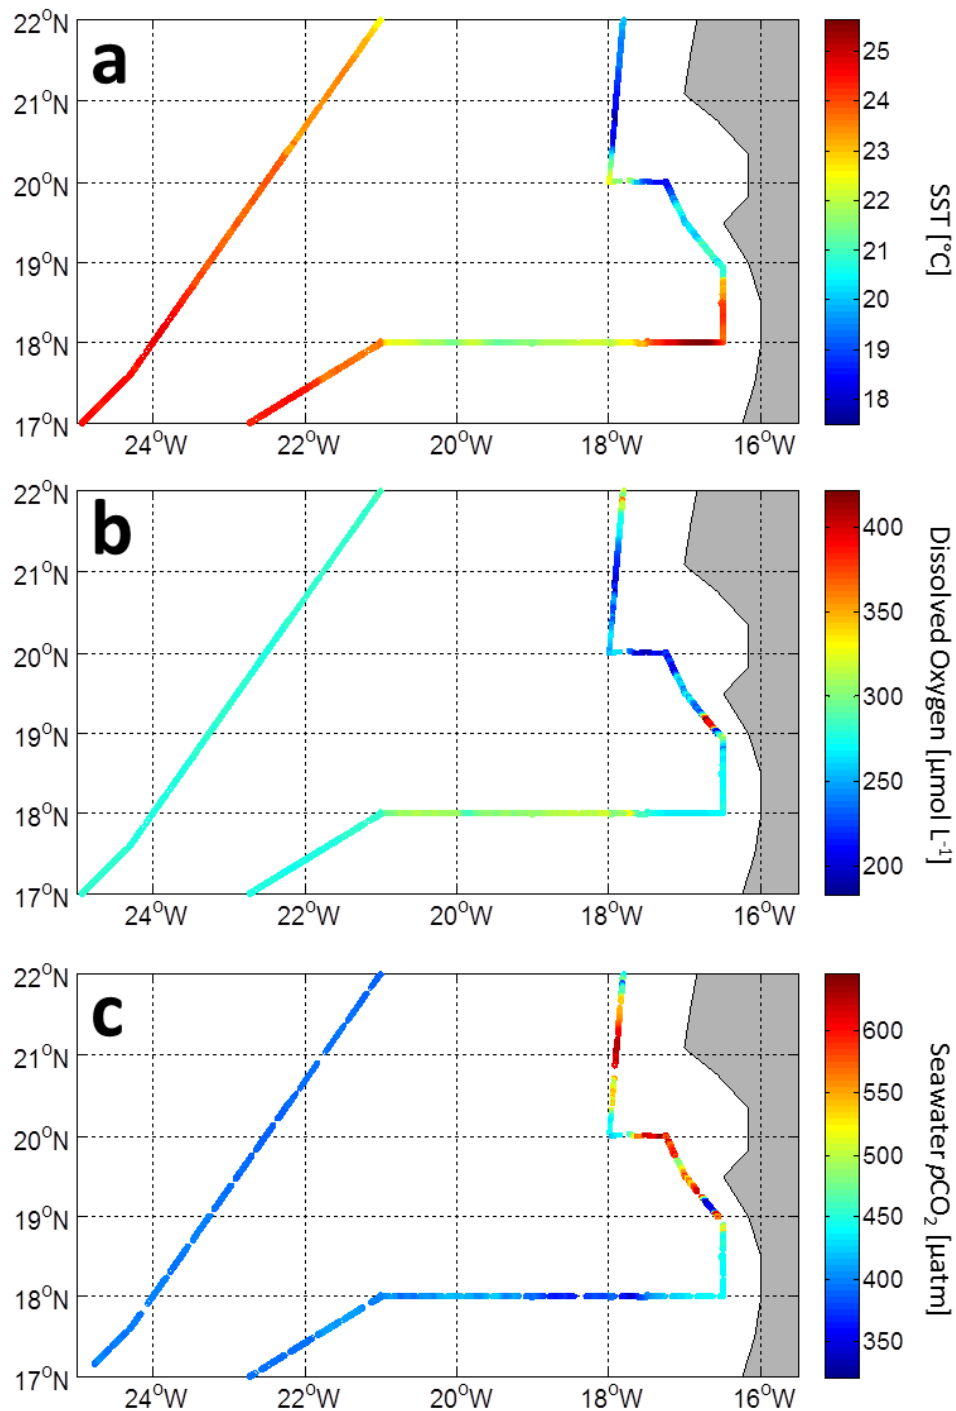 a
22°N
21°N
20°N
19°N
18°N
17°N
24°W 22°W 20°W 18°W 16°W
25
24
23
22
21
20
19
18
SST [°C]
b
22°N
21°N
20°N
19°N
18°N
17°N
24°W 22°W 20°W 18°W 16°W
400
350
300
250
200
Dissolved Oxygen [µmol L⁻¹]
c
22°N
21°N
20°N
19°N
18°N
17°N
24°W 22°W 20°W 18°W 16°W
600
550
500
450
400
350
Seawater pCO₂ [µatm]